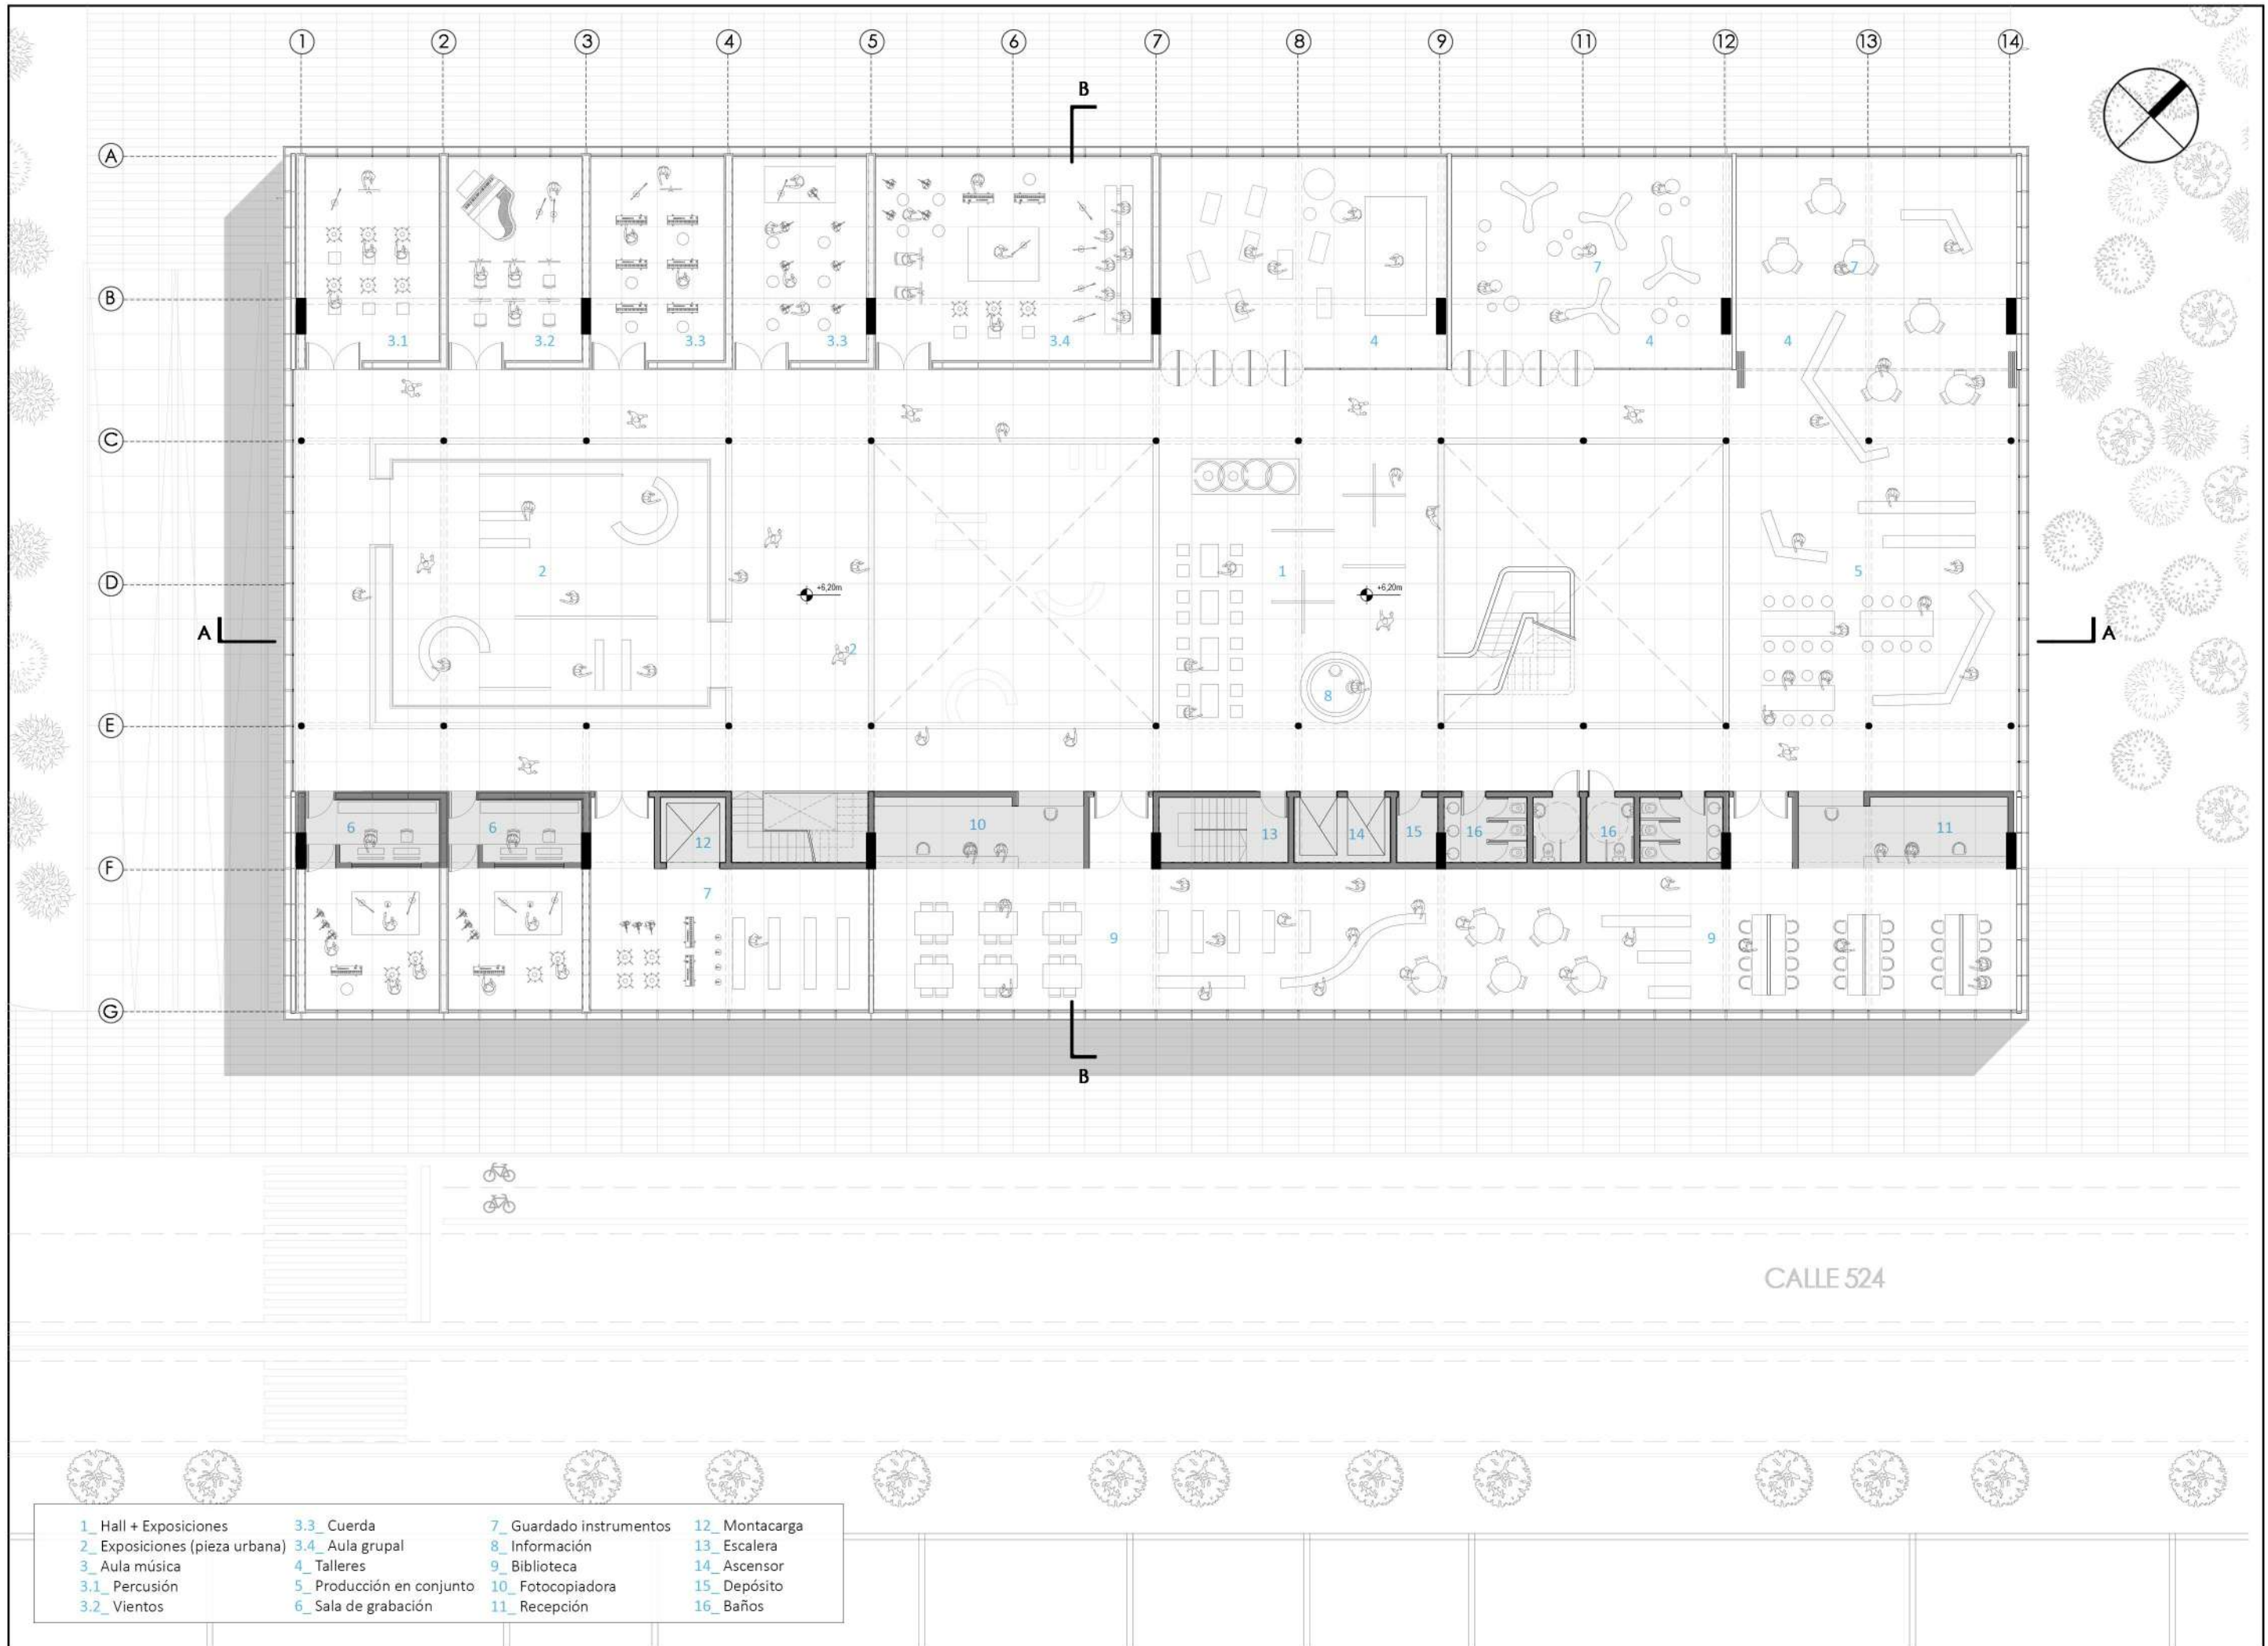 1 2 3 4 5 6 7 8 9 11 12 13 14
B
A
B
3.1 3.2 3.3 3.3 3.4 4 7 4 4 7
C
D
2 1 5
+6,20m +6,20m
A A
2
8
E
6 6 12 10 13 14 15 16 16 11
F
7
9 9
G
B
CALLE 524
1_ Hall + Exposiciones
2_ Exposiciones (pieza urbana)
3_ Aula música
3.1_ Percusión
3.2_ Vientos
3.3_ Cuerda
3.4_ Aula grupal
4_ Talleres
5_ Producción en conjunto
6_ Sala de grabación
7_ Guardado instrumentos
8_ Información
9_ Biblioteca
10_ Fotocopiadora
11_ Recepción
12_ Montacarga
13_ Escalera
14_ Ascensor
15_ Depósito
16_ Baños